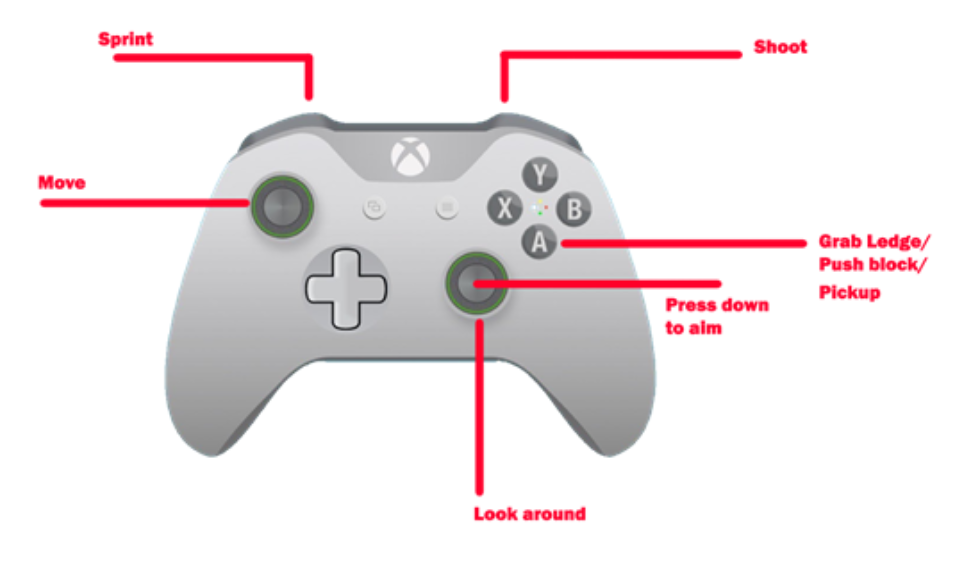 Sprint
Shoot
Move
Y
X
B
A
Grab Ledge/
Push block/
Pickup
Press down
to aim
Look around